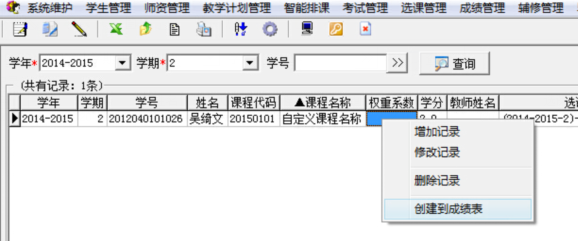 系统维护 学生管理 师资管理 教学计划管理 智能排课 考试管理 选课管理 成绩管理 辅修管理
学年* 2014-2015 学期* 2 学号 >> 查询
(共有记录: 1条)
学年 学期 学号 姓名 课程代码 ▲课程名称 权重系数 学分 教师姓名
2014-2015 2 2012040101026 吴绮文 20150101 自定义课程名称 (2014-2015-2)-
增加记录
修改记录
删除记录
创建到成绩表